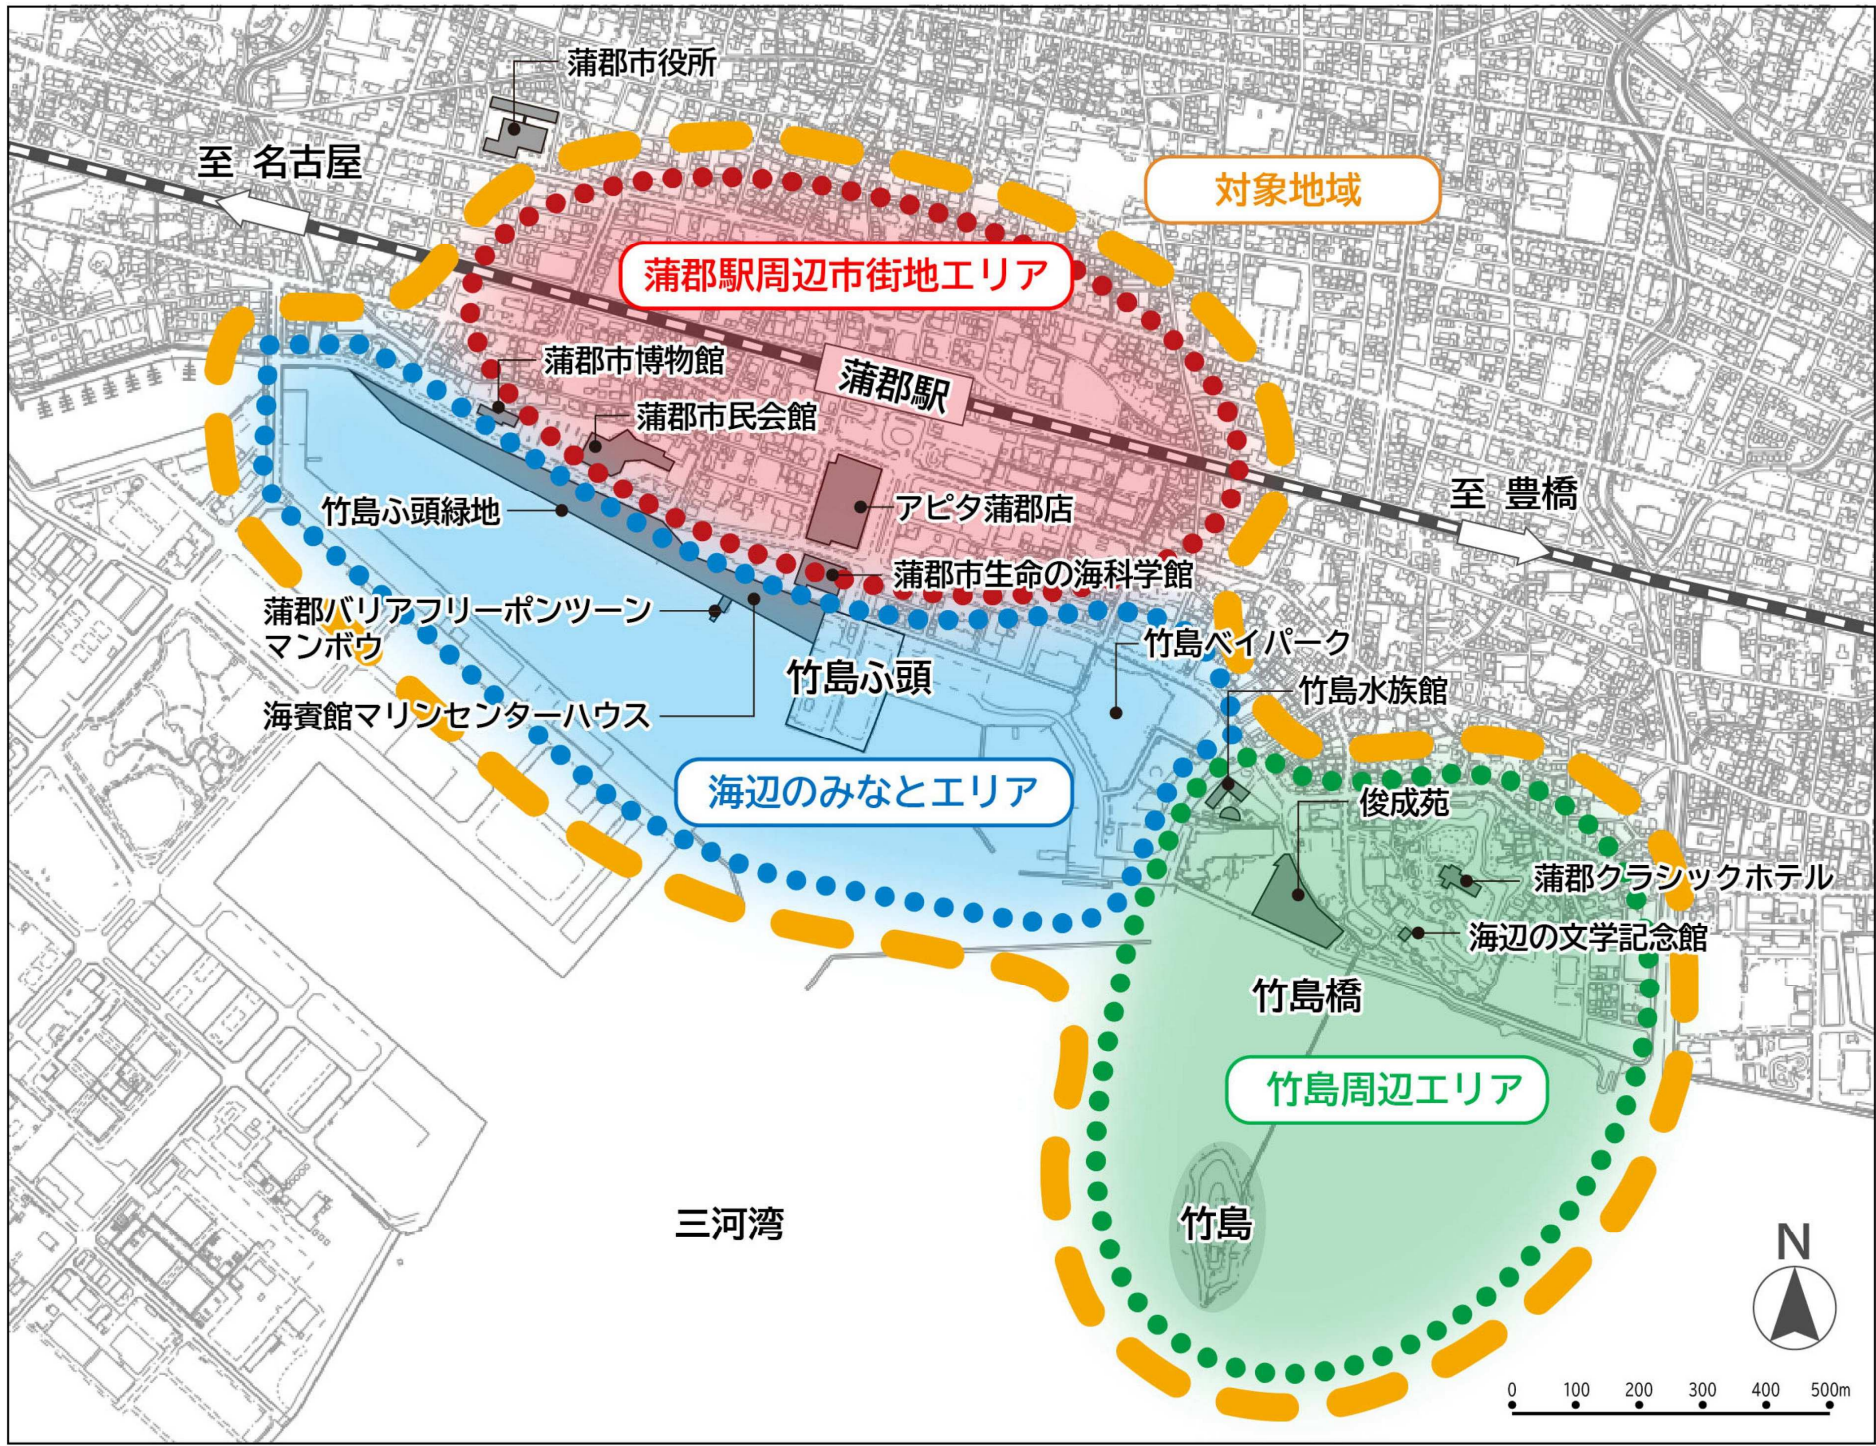 蒲郡市役所
至 名古屋
対象地域
蒲郡駅周辺市街地エリア
蒲郡市博物館
蒲郡駅
蒲郡市民会館
至 豊橋
竹島ふ頭緑地
アピタ蒲郡店
蒲郡市生命の海科学館
蒲郡バリアフリーポンツーン
マンボウ
竹島ベイパーク
竹島ふ頭
竹島水族館
海賓館マリンセンターハウス
海辺のみなとエリア
俊成苑
蒲郡クラシックホテル
海辺の文学記念館
竹島橋
竹島周辺エリア
竹島
三河湾
N
0 100 200 300 400 500m